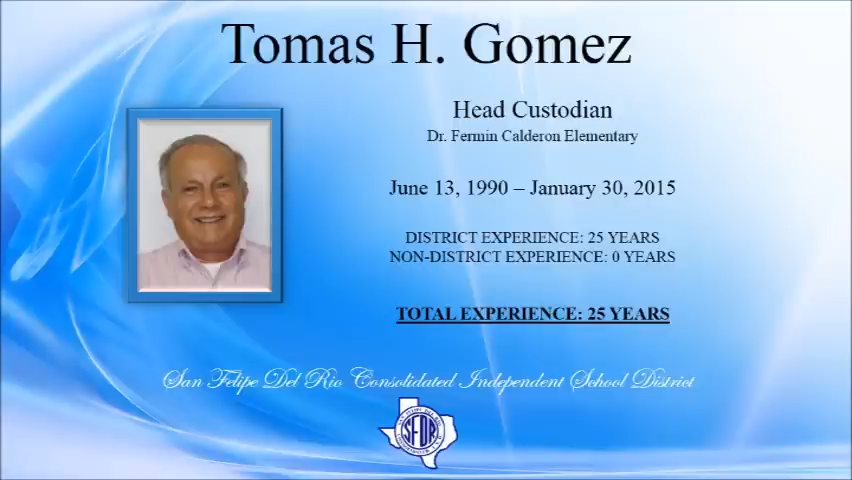 Tomas H. Gomez
Head Custodian
Dr. Fermin Calderon Elementary
June 13, 1990 – January 30, 2015
DISTRICT EXPERIENCE: 25 YEARS
NON-DISTRICT EXPERIENCE: 0 YEARS
TOTAL EXPERIENCE: 25 YEARS
San Felipe Del Rio Consolidated Independent School District
SFDR